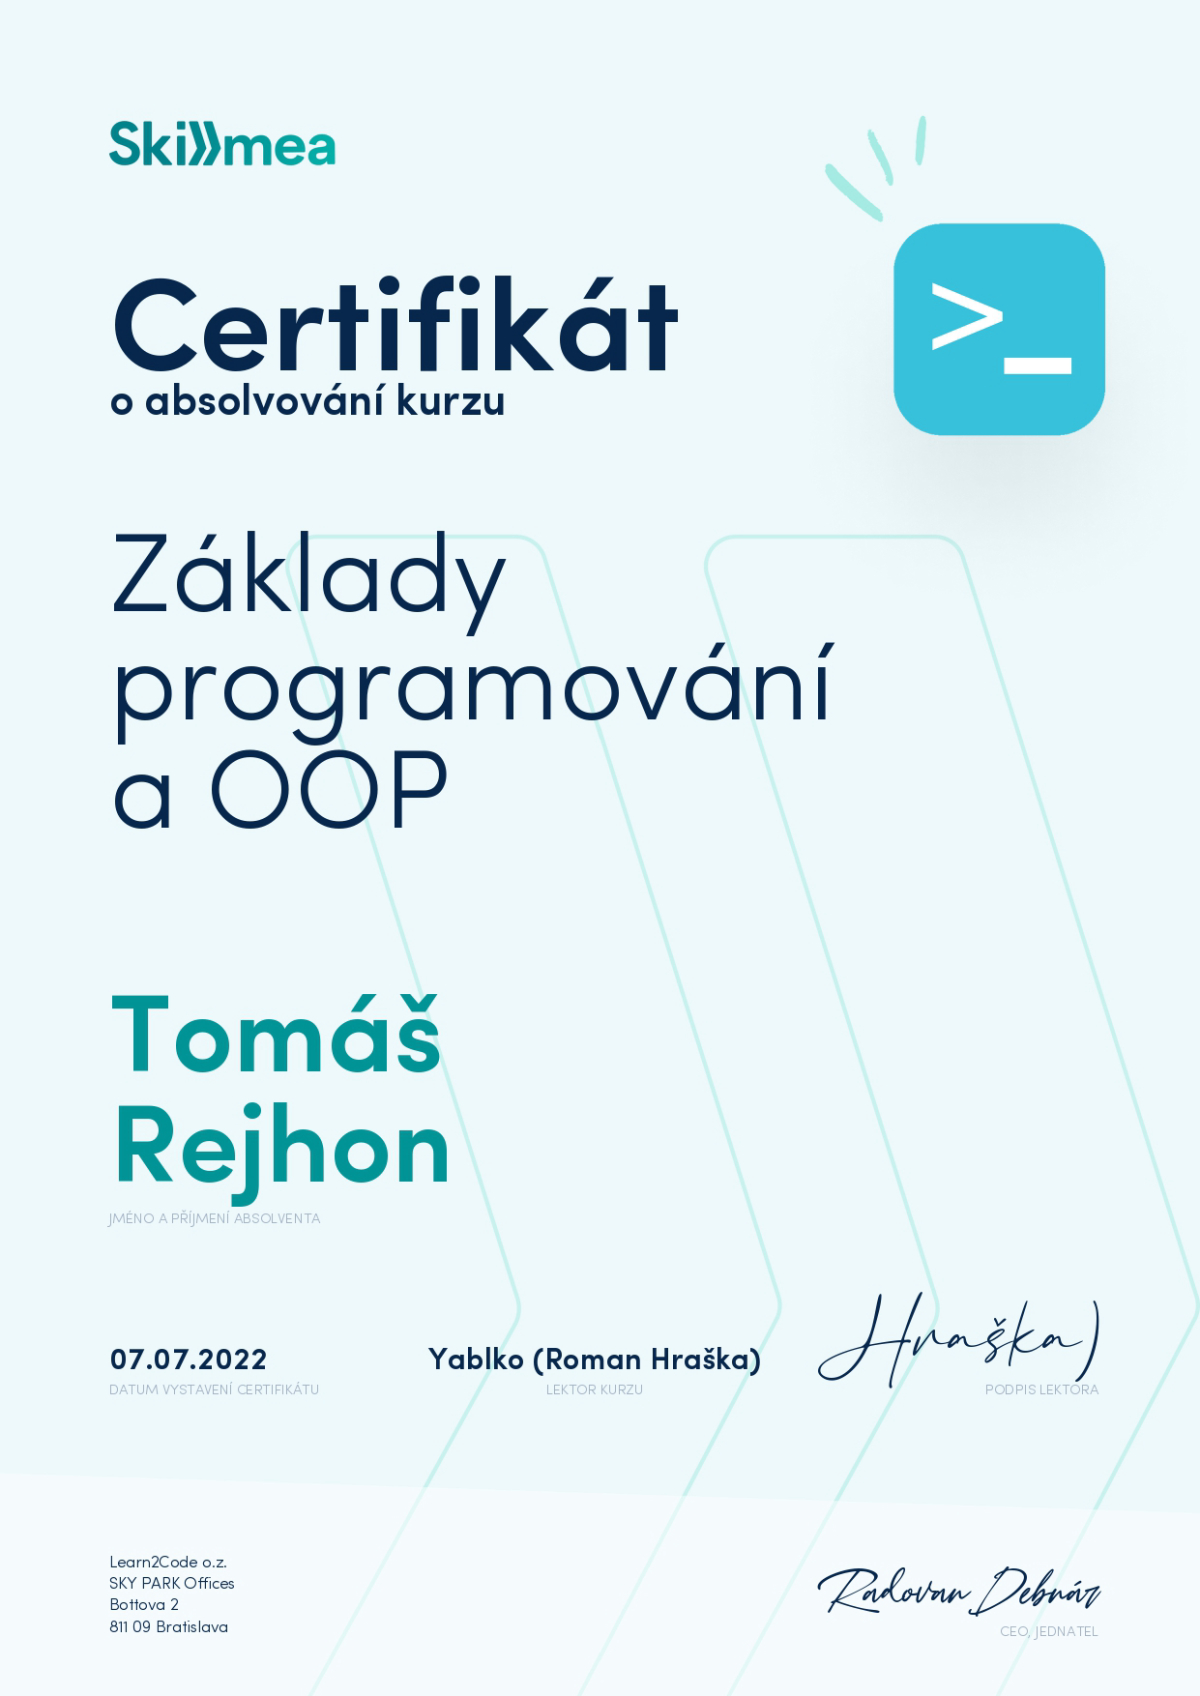 Skillmea
Certifikát
o absolvování kurzu
>_
Základy
programování
a OOP
Tomáš
Rejhon
JMÉNO A PŘÍJMENÍ ABSOLVENTA
Hraška)
07.07.2022 Yablko (Roman Hraška)
DATUM VYSTAVENÍ CERTIFIKÁTU LEKTOR KURZU PODPIS LEKTORA
Learn2Code o.z.
SKY PARK Offices
Bottova 2
811 09 Bratislava
Radovan Debnár
CEO, JEDNATEL